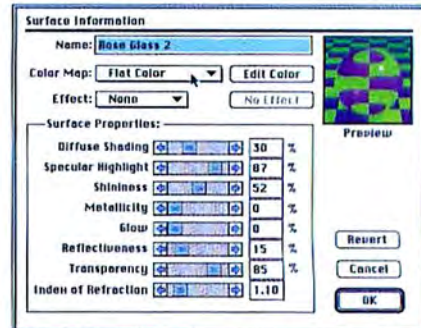 Surface Information
Name: Rose Glass 2
Color Map: Flat Color Edit Color
Effect: None No Effect
Preview
Surface Properties:
Diffuse Shading 30 %
Specular Highlight 87 %
Shininess 52 %
Metallicity 0 %
Glow 0 %
Reflectiveness 15 %
Transparency 85 %
Index of Refraction 1.10
Revert
Cancel
OK